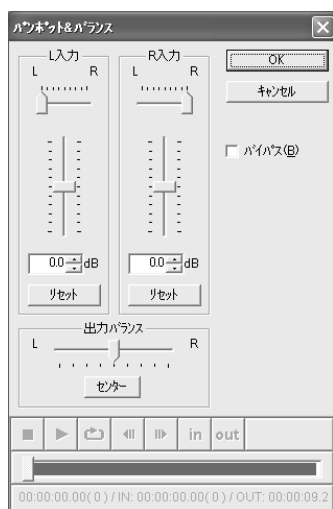 ﾊﾟﾝﾎﾟｯﾄ&ﾊﾞﾗﾝｽ
L入力
R入力
L R
L R
OK
ｷｬﾝｾﾙ
ﾊﾞｲﾊﾟｽ(B)
0.0 dB
0.0 dB
ﾘｾｯﾄ
ﾘｾｯﾄ
出力ﾊﾞﾗﾝｽ
L R
ｾﾝﾀｰ
in out
00:00:00.00( 0 ) / IN: 00:00:00.00( 0 ) / OUT: 00:00:09.2